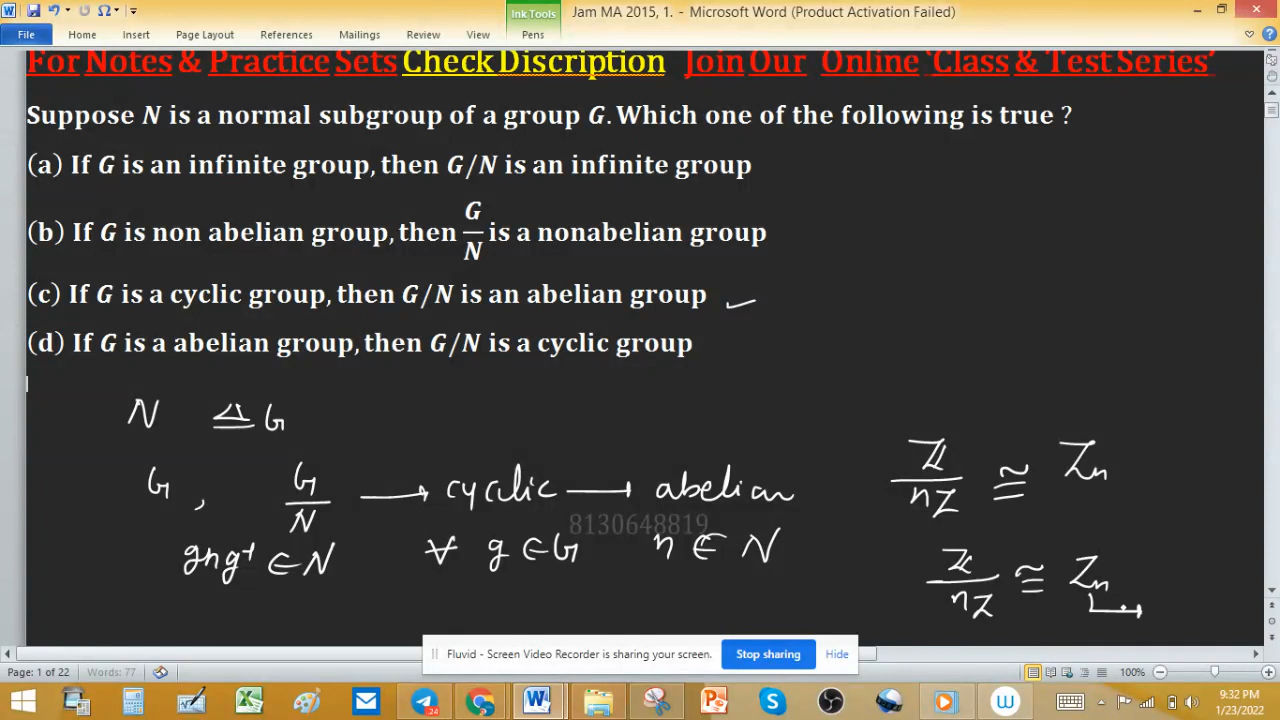 Jam MA 2015, 1. - Microsoft Word (Product Activation Failed)
Ink Tools
File Home Insert Page Layout References Mailings Review View Pens
For Notes & Practice Sets Check Discription Join Our Online 'Class & Test Series'
Suppose N is a normal subgroup of a group G. Which one of the following is true ?
(a) If G is an infinite group, then G/N is an infinite group
(b) If G is non abelian group, then G/N is a nonabelian group
(c) If G is a cyclic group, then G/N is an abelian group ✓
(d) If G is a abelian group, then G/N is a cyclic group
N ⊴ G
G , G/N → cyclic → abelian
8130648819
gng⁻¹ ∈ N ∀ g ∈ G n ∈ N
Z/nZ ≅ Zn
Z/nZ ≅ Zn
Fluvid - Screen Video Recorder is sharing your screen. Stop sharing Hide
Page: 1 of 22 Words: 77 100%
24
9:32 PM
1/23/2022